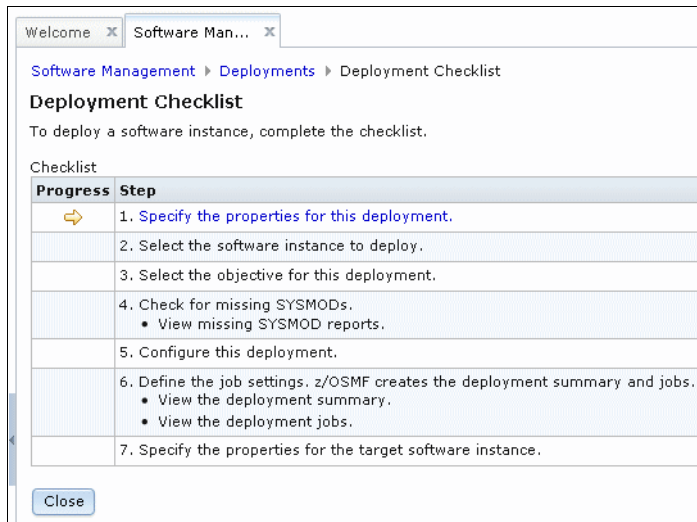 Welcome X Software Man... X
Software Management ▸ Deployments ▸ Deployment Checklist
Deployment Checklist
To deploy a software instance, complete the checklist.
Checklist
Progress Step
1. Specify the properties for this deployment.
2. Select the software instance to deploy.
3. Select the objective for this deployment.
4. Check for missing SYSMODs.
• View missing SYSMOD reports.
5. Configure this deployment.
6. Define the job settings. z/OSMF creates the deployment summary and jobs.
• View the deployment summary.
• View the deployment jobs.
7. Specify the properties for the target software instance.
Close